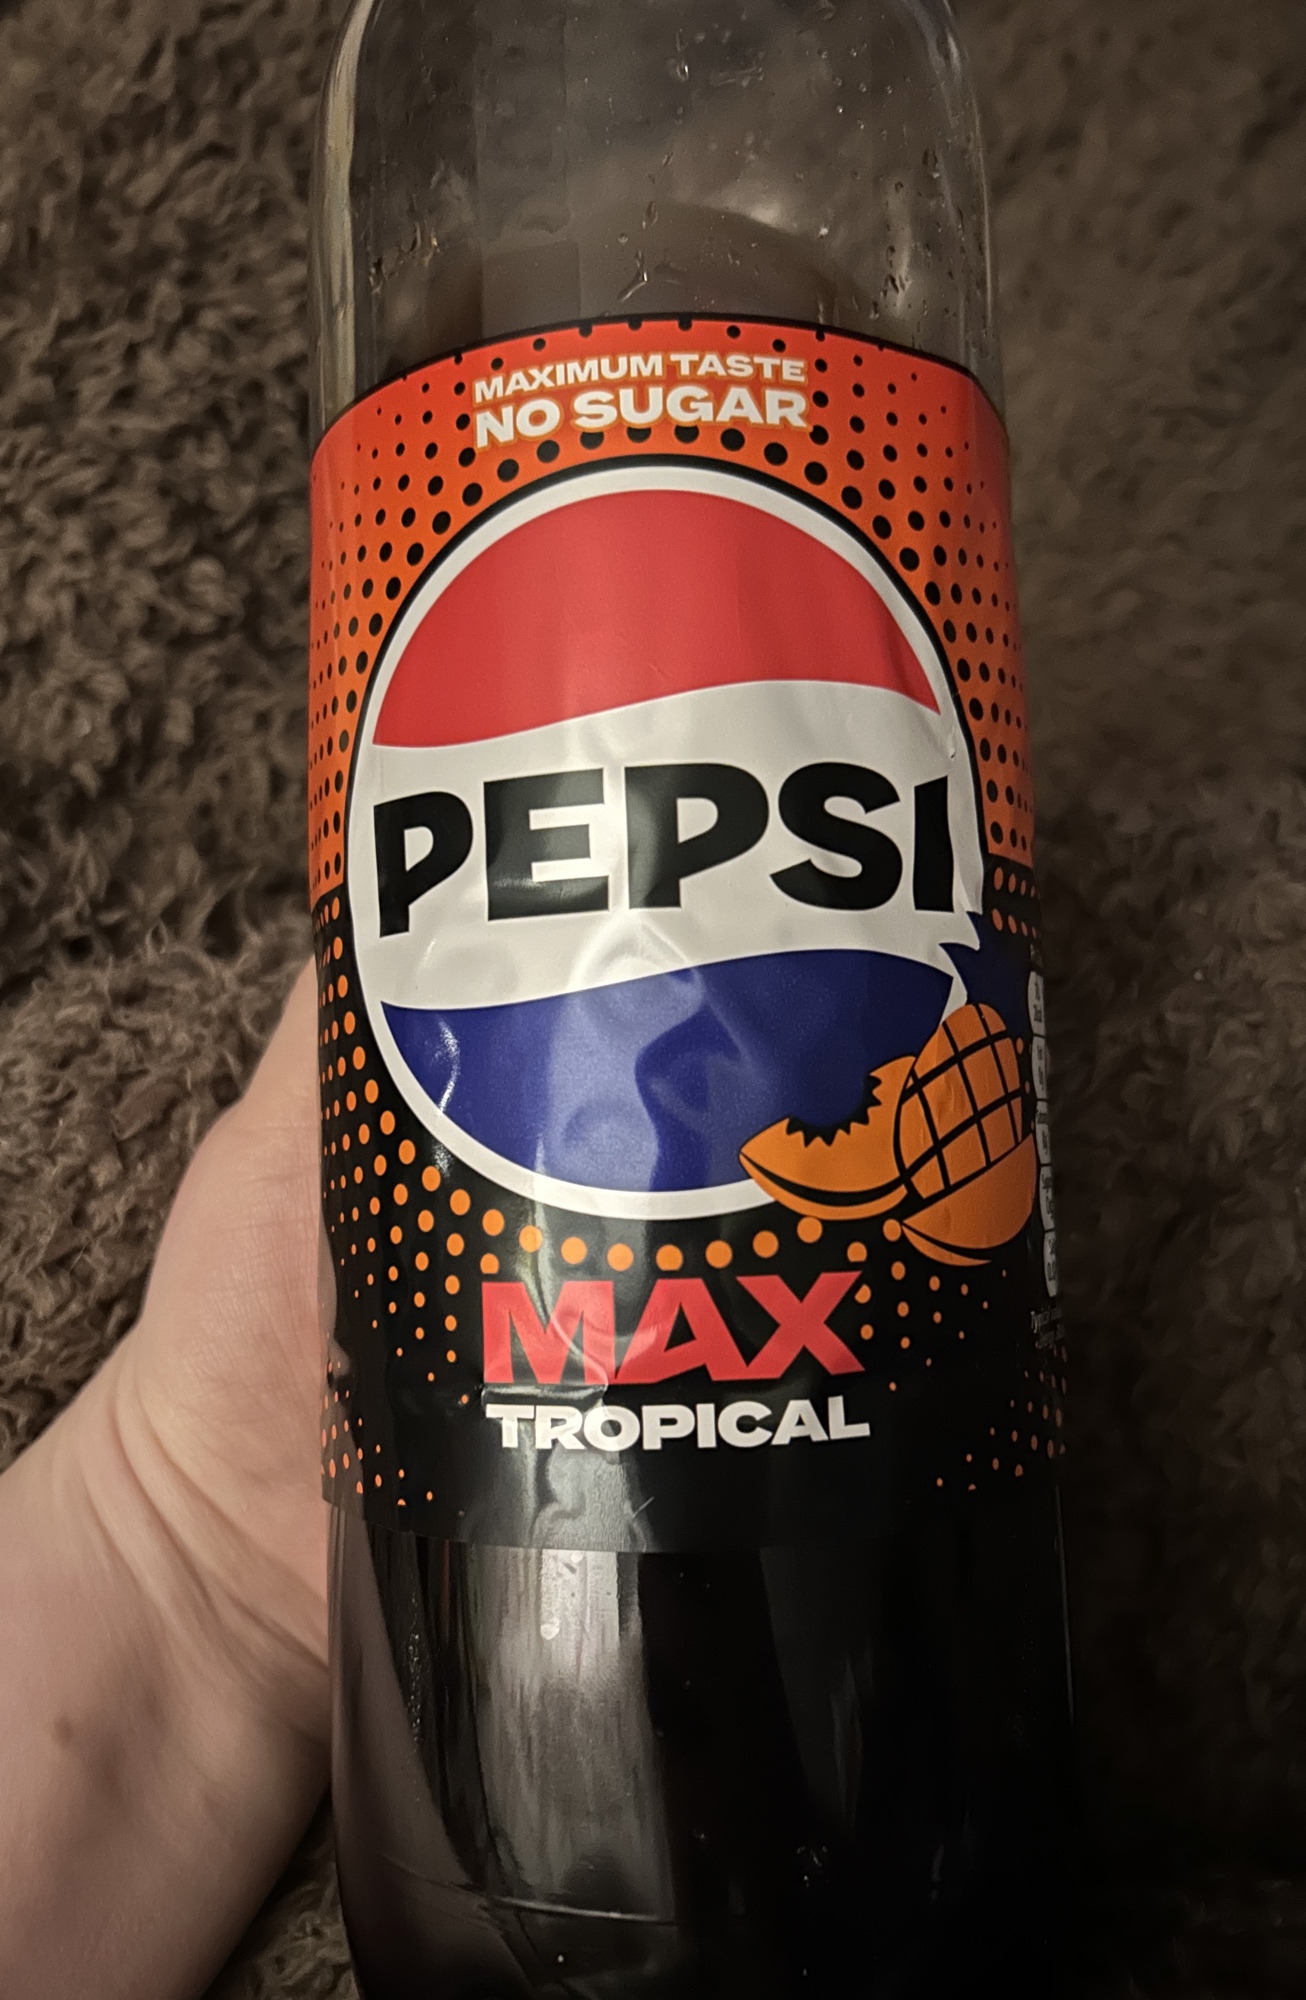 MAXIMUM TASTE
NO SUGAR
PEPSI
MAX
TROPICAL